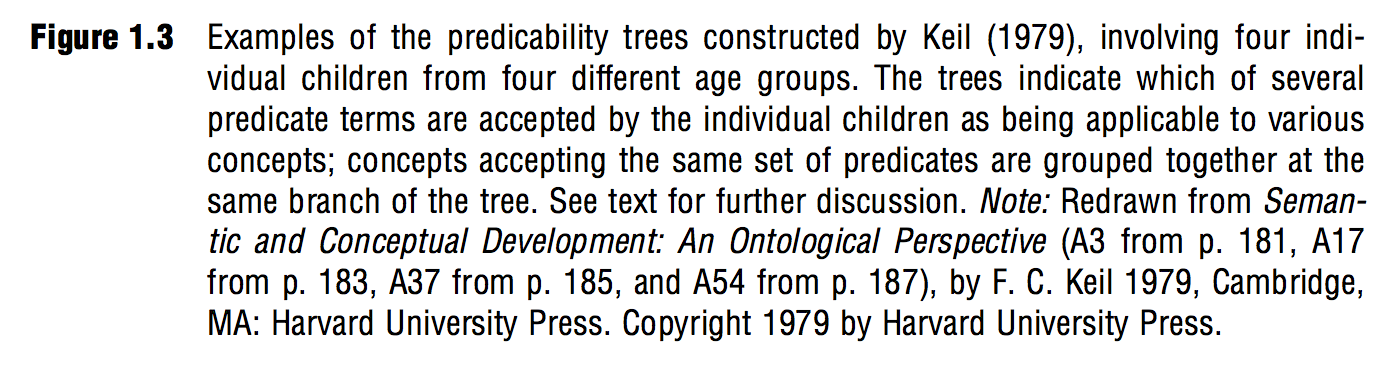 Figure 1.3 Examples of the predicability trees constructed by Keil (1979), involving four indi-
vidual children from four different age groups. The trees indicate which of several
predicate terms are accepted by the individual children as being applicable to various
concepts; concepts accepting the same set of predicates are grouped together at the
same branch of the tree. See text for further discussion. Note: Redrawn from Seman-
tic and Conceptual Development: An Ontological Perspective (A3 from p. 181, A17
from p. 183, A37 from p. 185, and A54 from p. 187), by F. C. Keil 1979, Cambridge,
MA: Harvard University Press. Copyright 1979 by Harvard University Press.